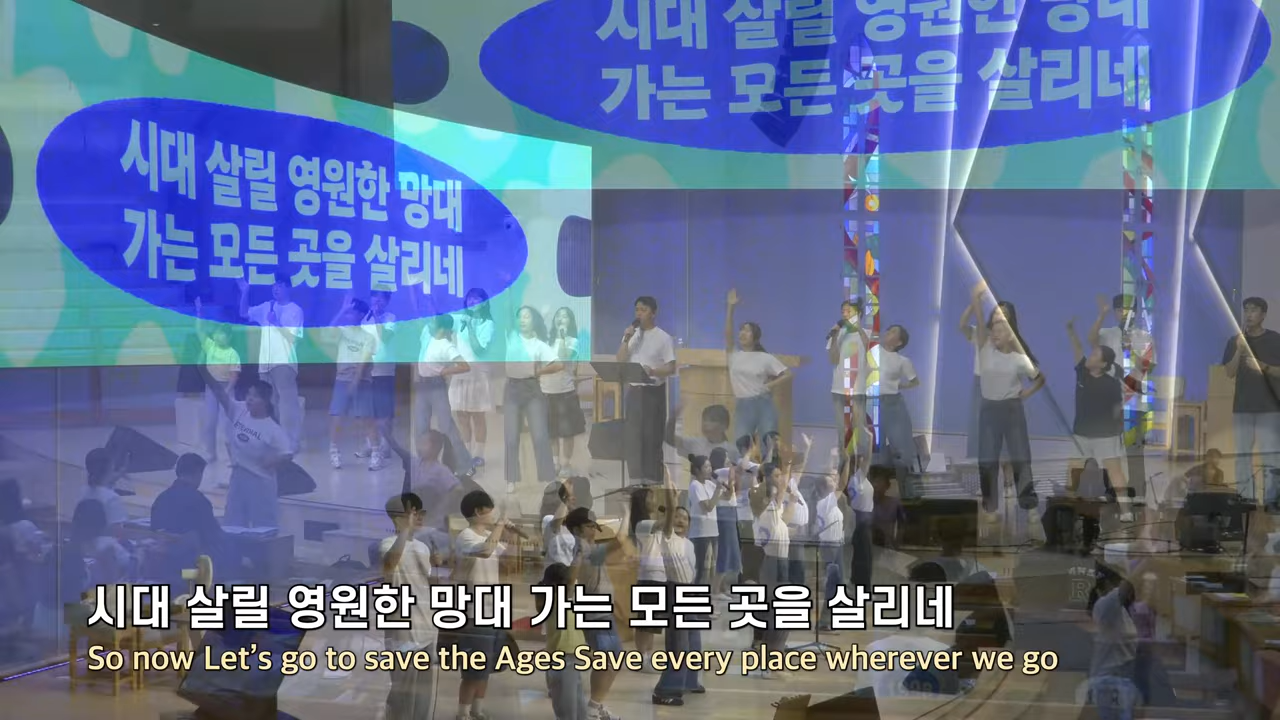 시대 살릴 영원한 망대
가는 모든 곳을 살리네
시대 살릴 영원한 망대
가는 모든 곳을 살리네
시대 살릴 영원한 망대 가는 모든 곳을 살리네
So now Let's go to save the Ages Save every place wherever we go